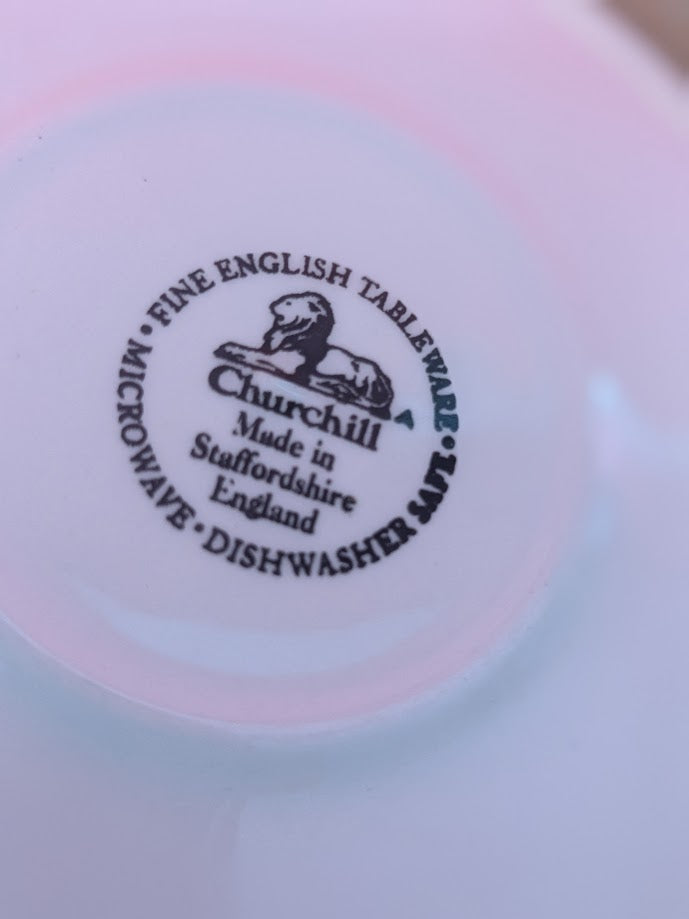 • FINE ENGLISH TABLEWARE •
Churchill
Made in
Staffordshire
England
MICROWAVE • DISHWASHER SAFE